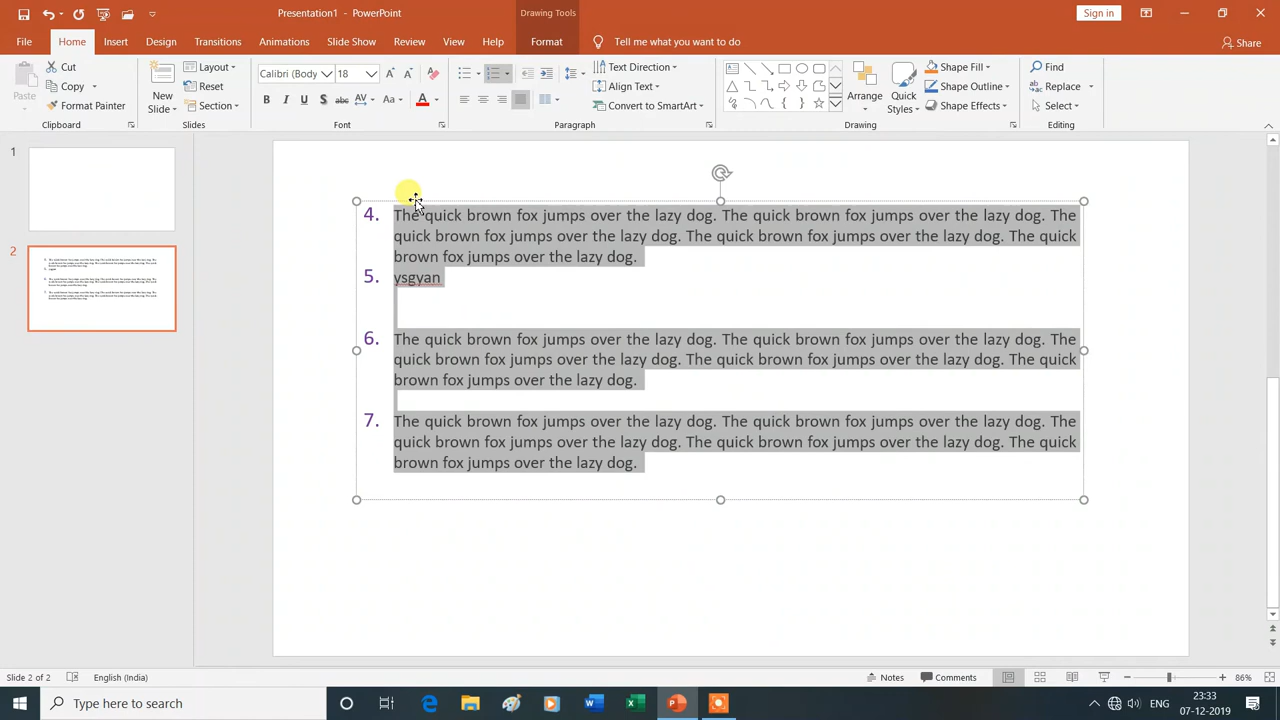 Presentation1 - PowerPoint
Drawing Tools
Sign in
File Home Insert Design Transitions Animations Slide Show Review View Help Format Tell me what you want to do Share
Paste
Cut
Copy
Format Painter
Clipboard
New Slide
Layout
Reset
Section
Slides
Calibri (Body) 18
B I U S abc AV Aa A
Font
Text Direction
Align Text
Convert to SmartArt
Paragraph
Arrange
Quick Styles
Shape Fill
Shape Outline
Shape Effects
Drawing
Find
Replace
Select
Editing
1
2
4. The quick brown fox jumps over the lazy dog. The quick brown fox jumps over the lazy dog. The
quick brown fox jumps over the lazy dog. The quick brown fox jumps over the lazy dog. The quick
brown fox jumps over the lazy dog.
5. ysgyan
6. The quick brown fox jumps over the lazy dog. The quick brown fox jumps over the lazy dog. The
quick brown fox jumps over the lazy dog. The quick brown fox jumps over the lazy dog. The quick
brown fox jumps over the lazy dog.
7. The quick brown fox jumps over the lazy dog. The quick brown fox jumps over the lazy dog. The
quick brown fox jumps over the lazy dog. The quick brown fox jumps over the lazy dog. The quick
brown fox jumps over the lazy dog.
Slide 2 of 2 English (India) Notes Comments 86%
Type here to search
ENG
23:33
07-12-2019